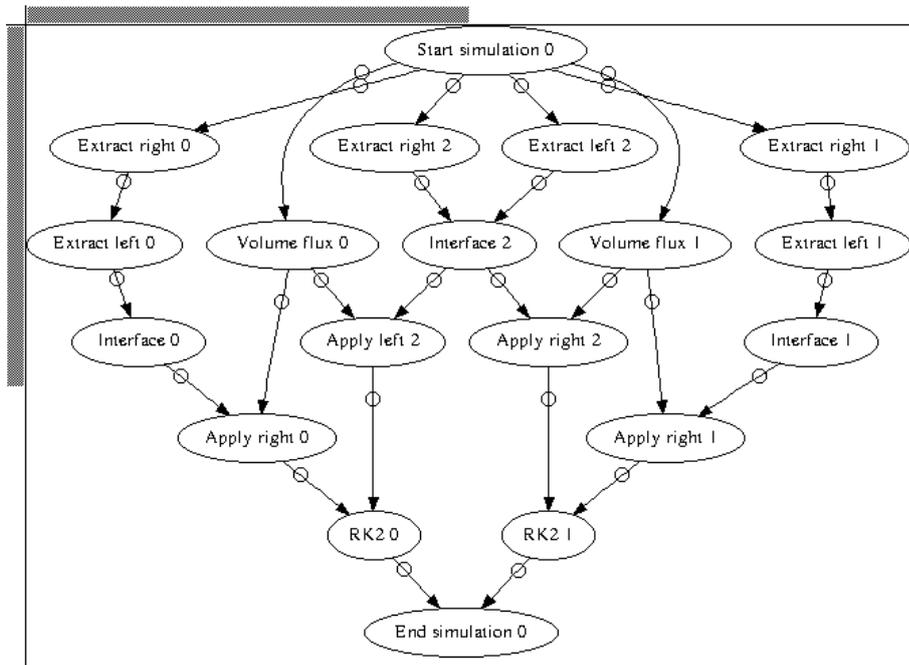 Start simulation 0
Extract right 0
Extract right 2
Extract left 2
Extract right 1
Extract left 0
Volume flux 0
Interface 2
Volume flux 1
Extract left 1
Interface 0
Apply left 2
Apply right 2
Interface 1
Apply right 0
Apply right 1
RK2 0
RK2 1
End simulation 0